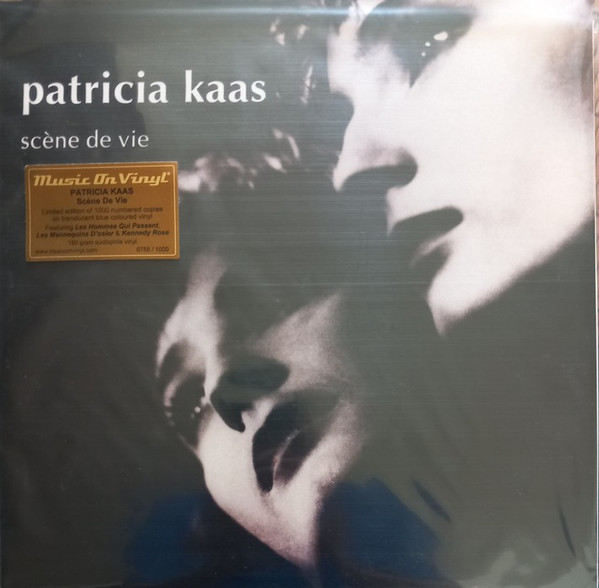 patricia kaas
scène de vie
Music On Vinyl
PATRICIA KAAS
Scène De Vie
Limited edition of 1000 numbered copies
on translucent blue coloured vinyl
Featuring Les Hommes Qui Passent,
Les Mannequins D'osier & Kennedy Rose
180 gram audiophile vinyl
www.musiconvinyl.com